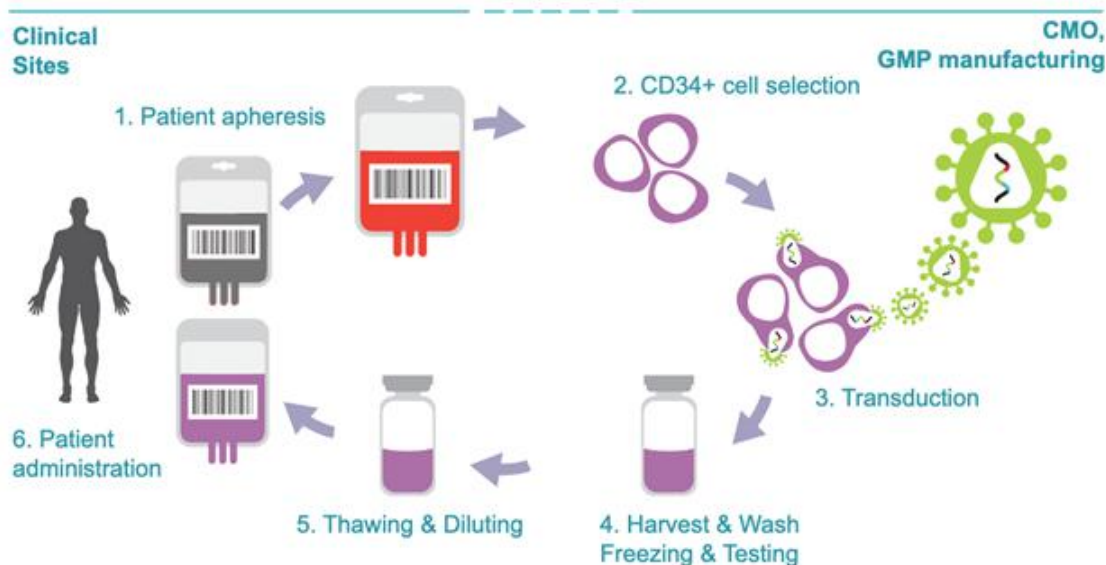 Clinical
Sites
CMO,
GMP manufacturing
1. Patient apheresis
2. CD34+ cell selection
3. Transduction
4. Harvest & Wash
Freezing & Testing
5. Thawing & Diluting
6. Patient
administration